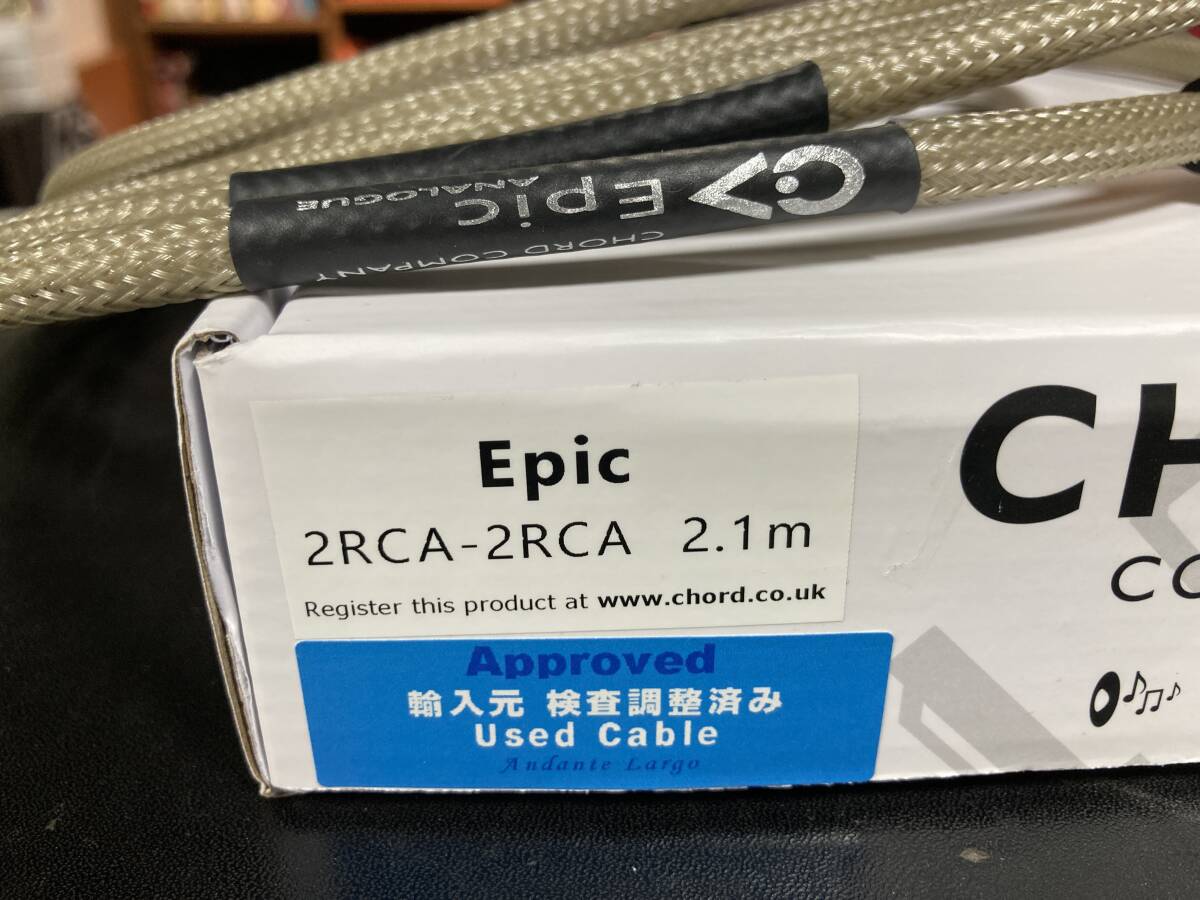 Epic
ANALOGUE
CHORD COMPANY
Epic
2RCA-2RCA 2.1m
Register this product at www.chord.co.uk
Approved
輸入元 検査調整済み
Used Cable
Andante Largo
CH
CO